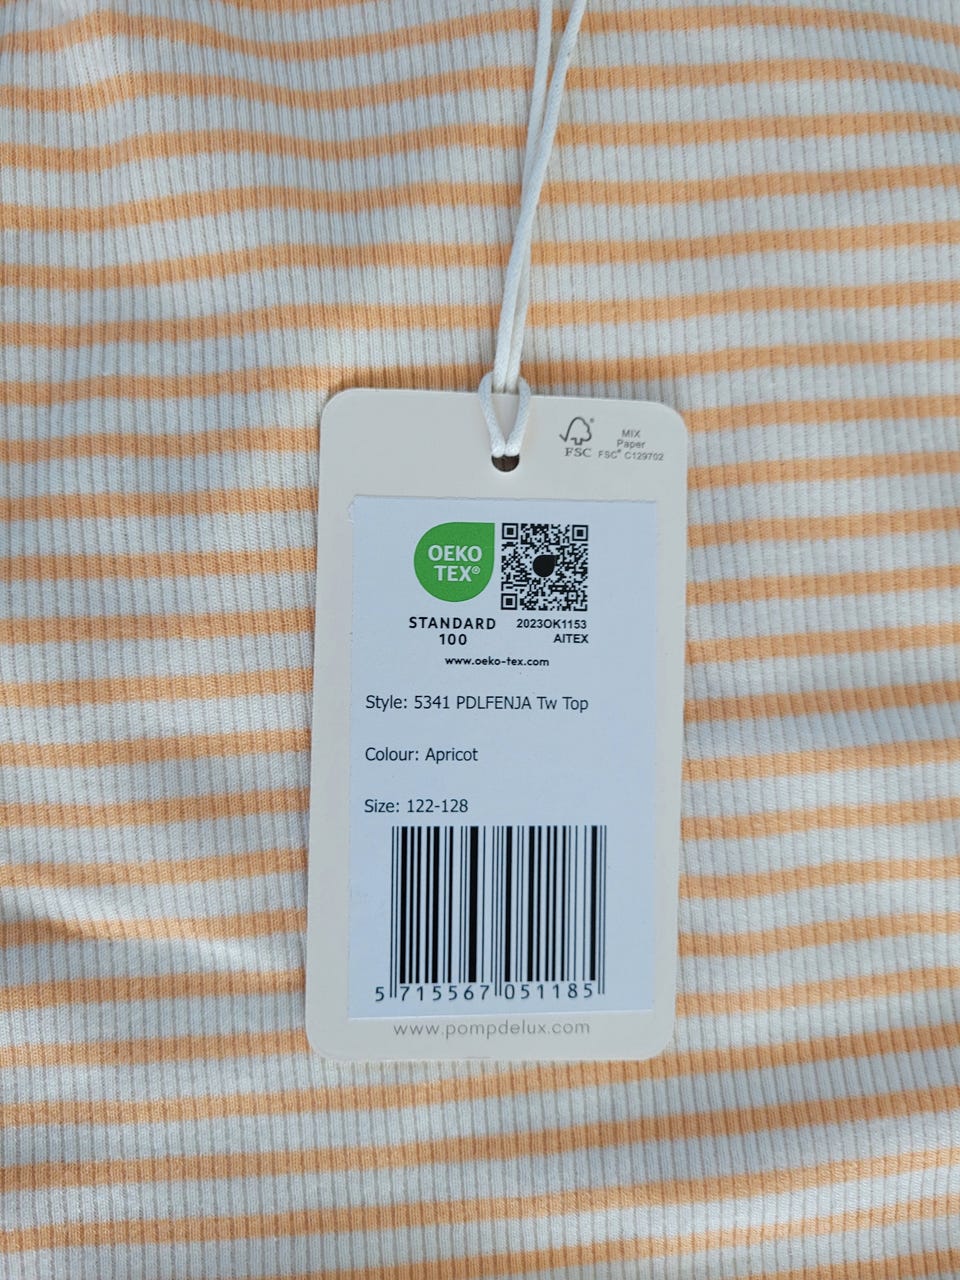 FSC®
MIX
Paper
FSC® C129702
OEKO
TEX®
STANDARD
100
2023OK1153
AITEX
www.oeko-tex.com
Style: 5341 PDLFENJA Tw Top
Colour: Apricot
Size: 122-128
5 715567 051185
www.pompdelux.com